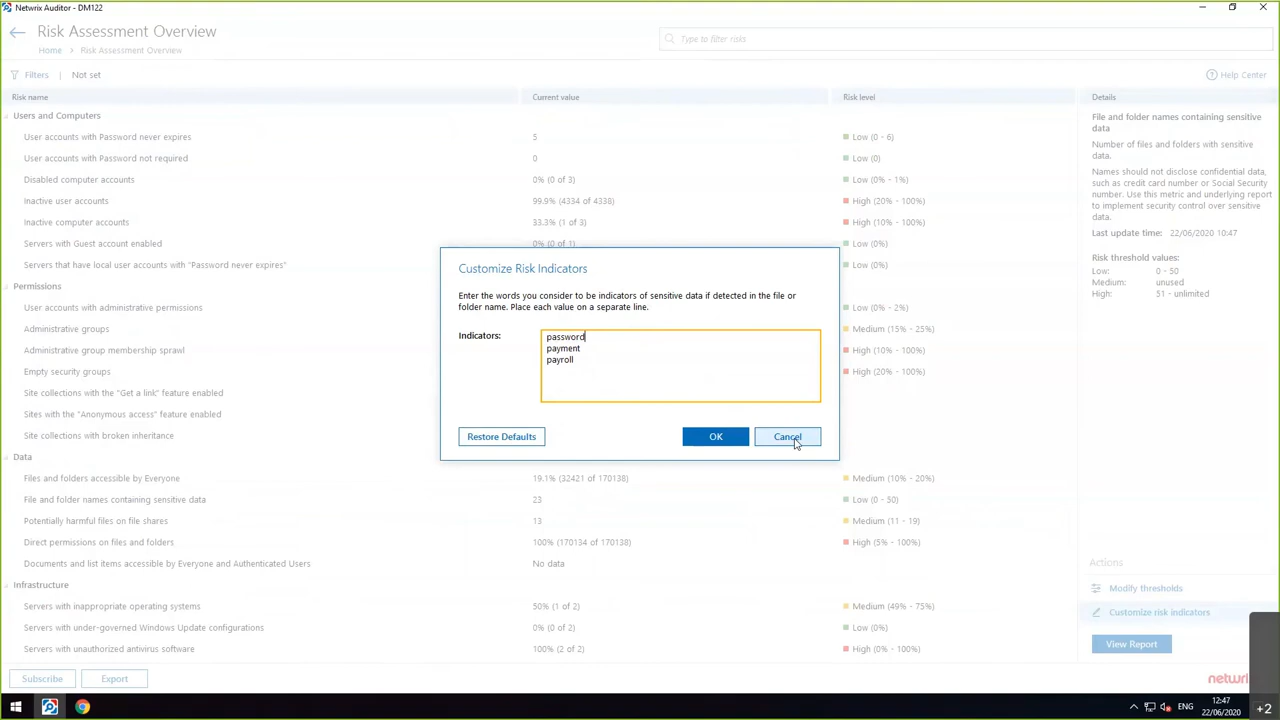 Netwrix Auditor - DM122
Risk Assessment Overview
Home > Risk Assessment Overview
Type to filter risks
Filters | Not set
Help Center
Risk name Current value Risk level Details
Users and Computers
User accounts with Password never expires 5 Low (0 - 6)
User accounts with Password not required 0 Low (0)
Disabled computer accounts 0% (0 of 3) Low (0% - 1%)
Inactive user accounts 99.9% (4334 of 4338) High (20% - 100%)
Inactive computer accounts 33.3% (1 of 3) High (10% - 100%)
Servers with Guest account enabled 0% (0 of 1) Low (0%)
Servers that have local user accounts with "Password never expires" Low (0%)
Permissions
User accounts with administrative permissions Low (0% - 2%)
Administrative groups Medium (15% - 25%)
Administrative group membership sprawl High (10% - 100%)
Empty security groups High (20% - 100%)
Site collections with the "Get a link" feature enabled
Sites with the "Anonymous access" feature enabled
Site collections with broken inheritance
Data
Files and folders accessible by Everyone 19.1% (32421 of 170138) Medium (10% - 20%)
File and folder names containing sensitive data 23 Low (0 - 50)
Potentially harmful files on file shares 13 Medium (11 - 19)
Direct permissions on files and folders 100% (170134 of 170138) High (5% - 100%)
Documents and list items accessible by Everyone and Authenticated Users No data
Infrastructure
Servers with inappropriate operating systems 50% (1 of 2) Medium (49% - 75%)
Servers with under-governed Windows Update configurations 0% (0 of 2) Low (0%)
Servers with unauthorized antivirus software 100% (2 of 2) High (0% - 100%)
Customize Risk Indicators
Enter the words you consider to be indicators of sensitive data if detected in the file or
folder name. Place each value on a separate line.
Indicators:
password
payment
payroll
Restore Defaults OK Cancel
File and folder names containing sensitive
data
Number of files and folders with sensitive
data.
Names should not disclose confidential data,
such as credit card number or Social Security
number. Use this metric and underlying report
to implement security control over sensitive
data.
Last update time: 22/06/2020 10:47
Risk threshold values:
Low: 0 - 50
Medium: unused
High: 51 - unlimited
Actions
Modify thresholds
Customize risk indicators
View Report
Subscribe Export
netwri
ENG
12:47
22/06/2020
+2